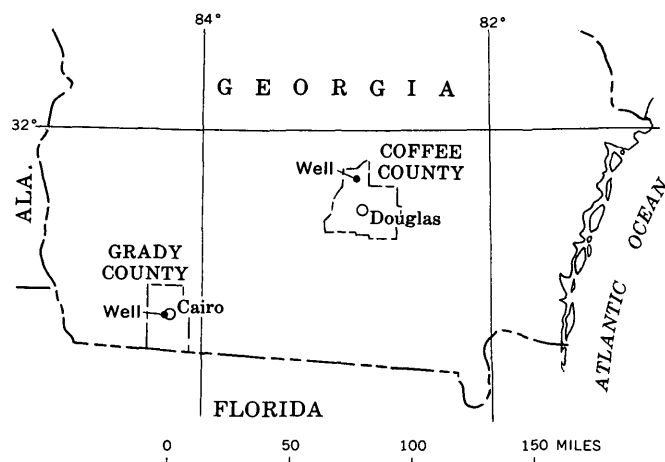 84°
82°
GEORGIA
32°
COFFEE
COUNTY
Well
Douglas
ALA.
GRADY
COUNTY
Well
Cairo
ATLANTIC OCEAN
FLORIDA
0 50 100 150 MILES